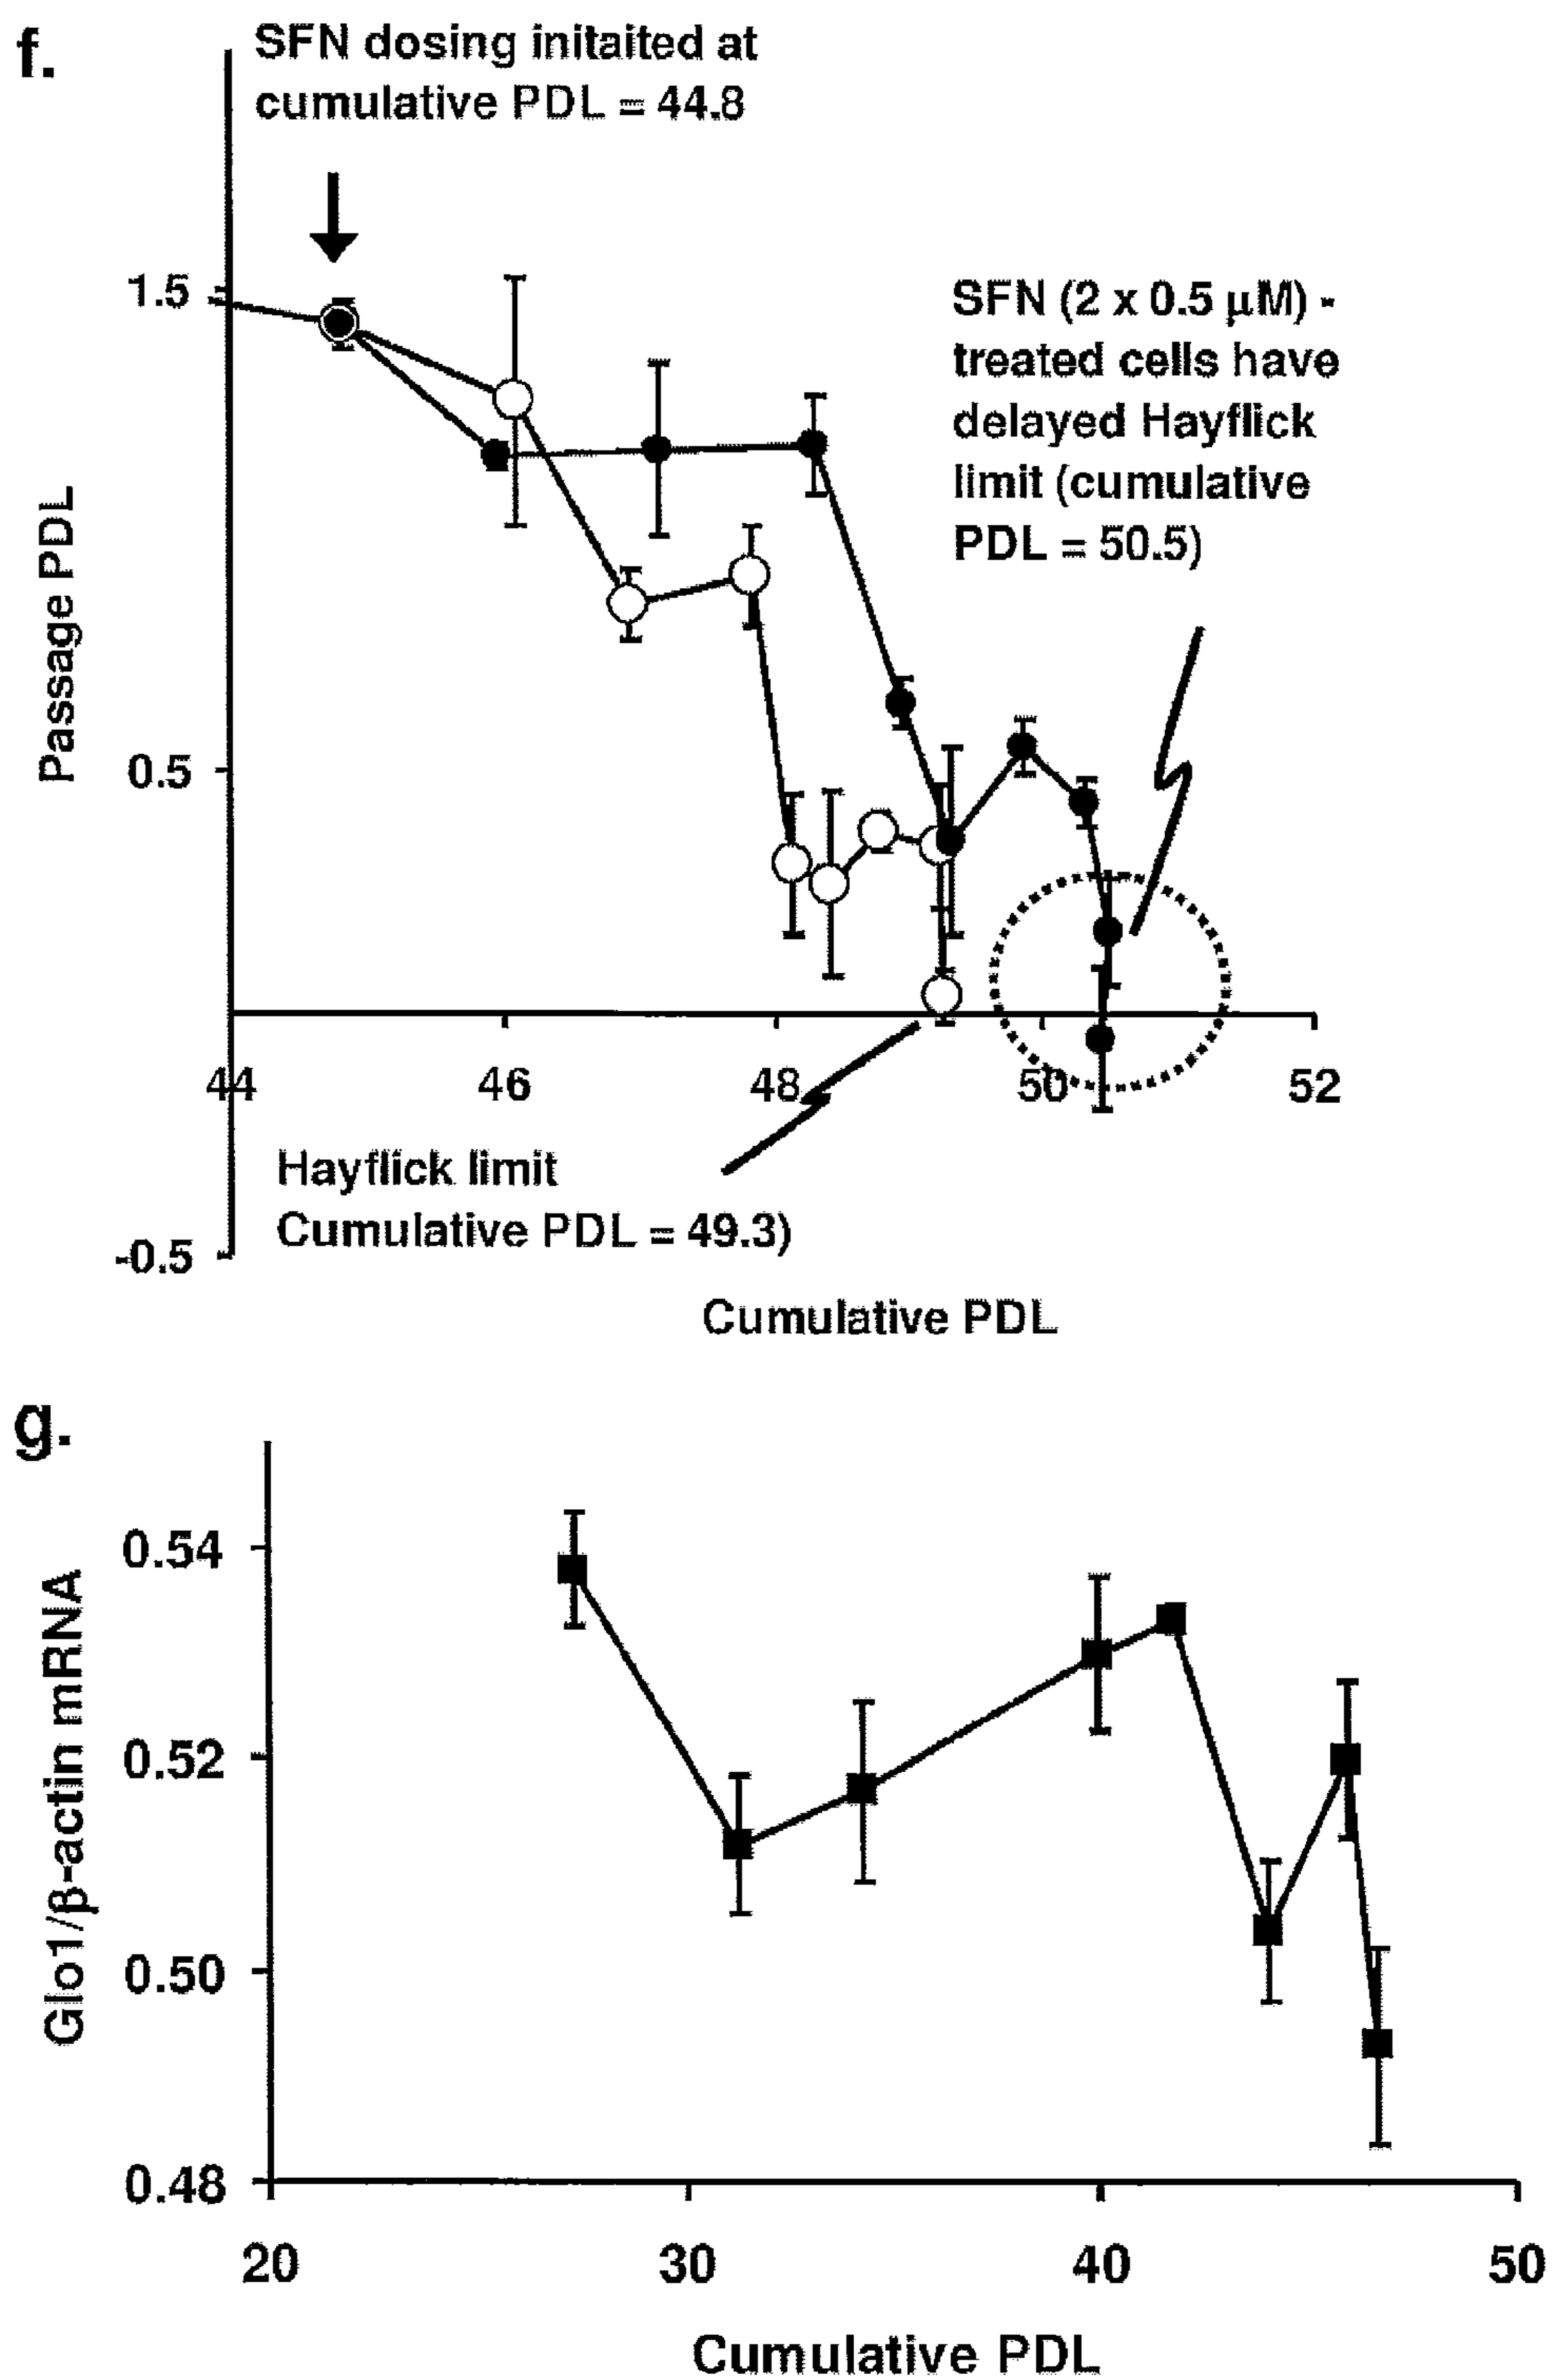 f.
SFN dosing initaited at
cumulative PDL = 44.8
1.5
SFN (2 x 0.5 µM) -
treated cells have
delayed Hayflick
limit (cumulative
PDL = 50.5)
Passage PDL
0.5
44 46 48 50 52
Hayflick limit
Cumulative PDL = 49.3)
-0.5
Cumulative PDL
g.
0.54
Glo1/β-actin mRNA
0.52
0.50
0.48
20 30 40 50
Cumulative PDL